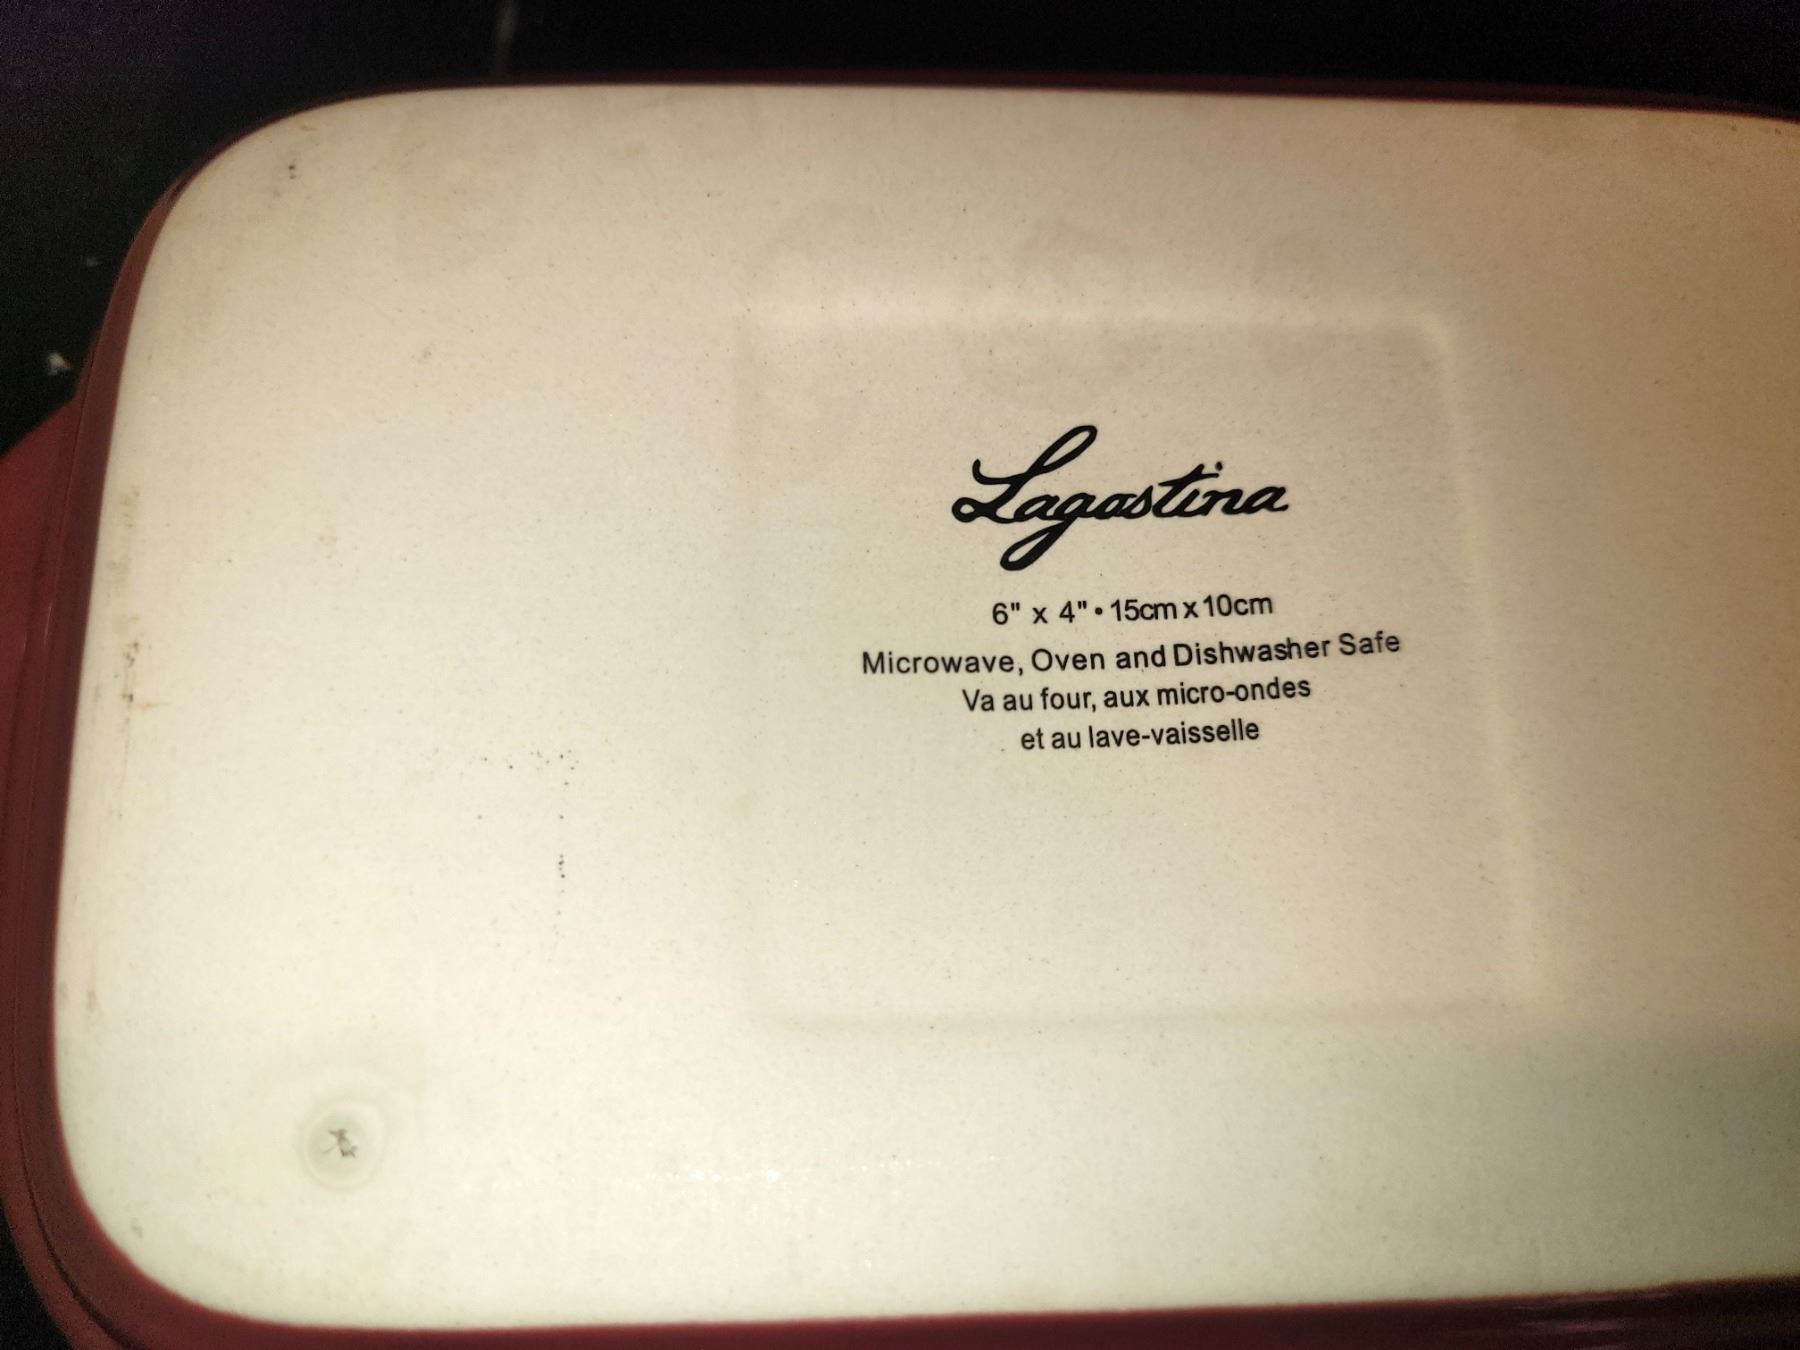 Lagostina
6" x 4" • 15cm x 10cm
Microwave, Oven and Dishwasher Safe
Va au four, aux micro-ondes
et au lave-vaisselle